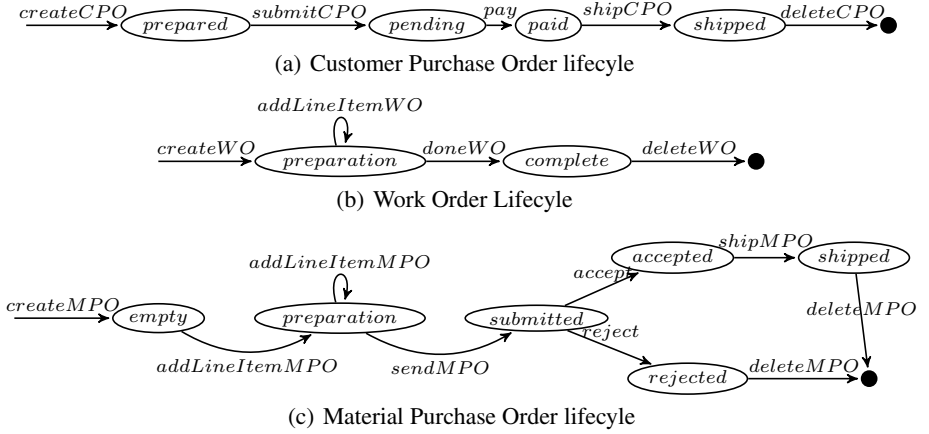 createCPO prepared submitCPO pending pay paid shipCPO shipped deleteCPO
(a) Customer Purchase Order lifecyle
addLineItemWO
createWO preparation doneWO complete deleteWO
(b) Work Order Lifecyle
accepted shipMPO shipped
addLineItemMPO accept
createMPO empty preparation submitted deleteMPO
reject
addLineItemMPO sendMPO rejected deleteMPO
(c) Material Purchase Order lifecyle